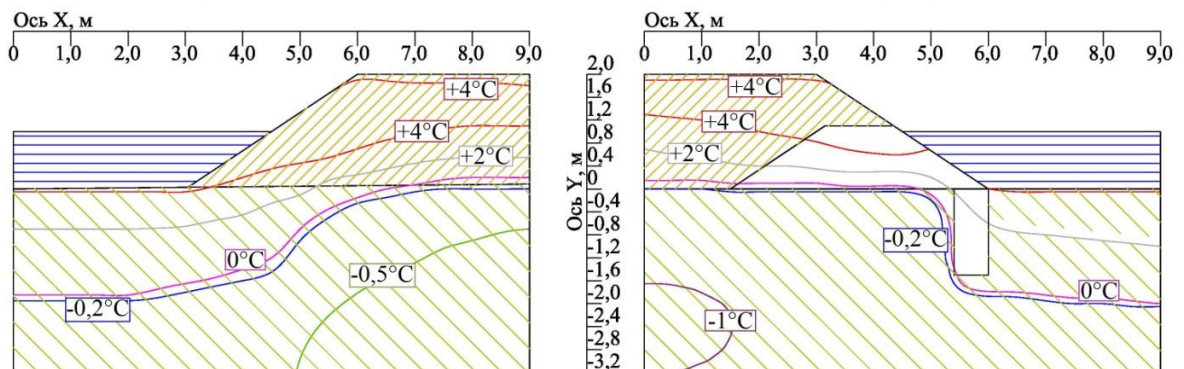 Ось X, м
0 1,0 2,0 3,0 4,0 5,0 6,0 7,0 8,0 9,0
+4°C
+4°C
+2°C
0°C
-0,5°C
-0,2°C
Ось Y, м
2,0
1,6
1,2
0,8
0,4
0
-0,4
-0,8
-1,2
-1,6
-2,0
-2,4
-2,8
-3,2
Ось X, м
0 1,0 2,0 3,0 4,0 5,0 6,0 7,0 8,0 9,0
+4°C
+4°C
+2°C
-0,2°C
0°C
-1°C